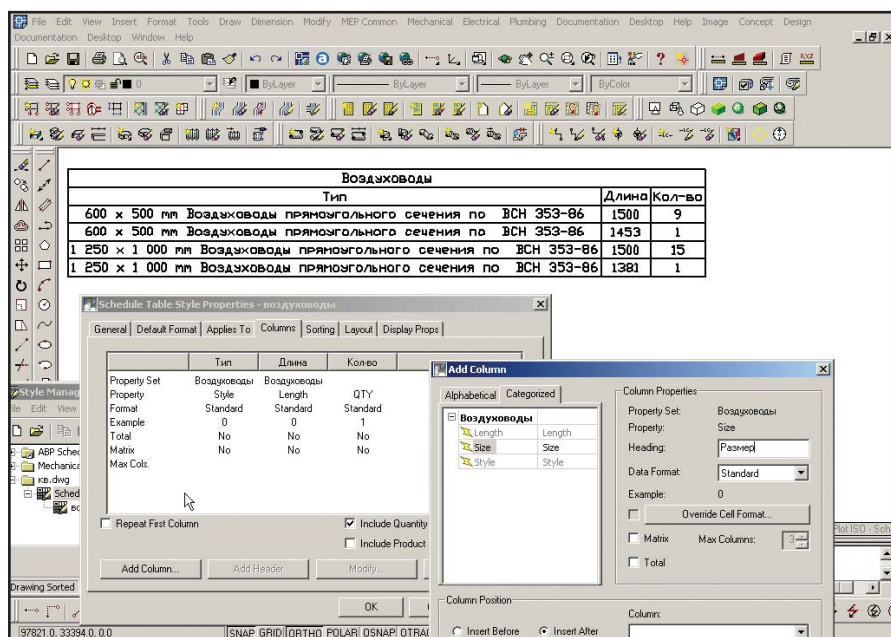 File Edit View Insert Format Tools Draw Dimension Modify MEP Common Mechanical Electrical Plumbing Documentation Desktop Help Image Concept Design
Documentation Desktop Window Help
0 ByLayer ByLayer ByLayer ByColor
Воздуховоды
Тип Длина Кол-во
600 x 500 mm Воздуховоды прямоугольного сечения по ВСН 353-86 1500 9
600 x 500 mm Воздуховоды прямоугольного сечения по ВСН 353-86 1453 1
1 250 x 1 000 mm Воздуховоды прямоугольного сечения по ВСН 353-86 1500 15
1 250 x 1 000 mm Воздуховоды прямоугольного сечения по ВСН 353-86 1381 1
Schedule Table Style Properties - воздуховоды
General Default Format Applies To Columns Sorting Layout Display Props
Тип Длина Кол-во
Property Set Воздуховоды Воздуховоды
Property Style Length QTY
Format Standard Standard Standard
Example 0 0 1
Total No No No
Matrix No No No
Max Cols.
Repeat First Column Include Quantity
Include Product
Add Column... Add Header Modify...
OK
Style Manag
File Edit View
ABP Sched
Mechanica
кв.dwg
Sched
во
Drawing Sorted
Add Column
Alphabetical Categorized
Воздуховоды
Length Length
Size Size
Style Style
Column Properties
Property Set: Воздуховоды
Property: Size
Heading: Размер
Data Format: Standard
Example: 0
Override Cell Format...
Matrix Max Columns: 3
Total
Column Position
Insert Before Insert After
Column:
Plot ISO - Sch
97821.0, 33394.0, 0.0 SNAP GRID ORTHO POLAR OSNAP OTRAC